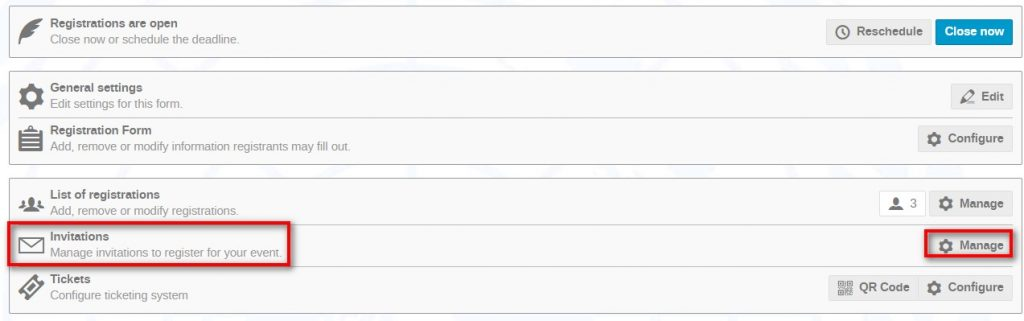 Registrations are open
Close now or schedule the deadline.
Reschedule
Close now
General settings
Edit settings for this form.
Edit
Registration Form
Add, remove or modify information registrants may fill out.
Configure
List of registrations
Add, remove or modify registrations.
3
Manage
Invitations
Manage invitations to register for your event.
Manage
Tickets
Configure ticketing system
QR Code
Configure